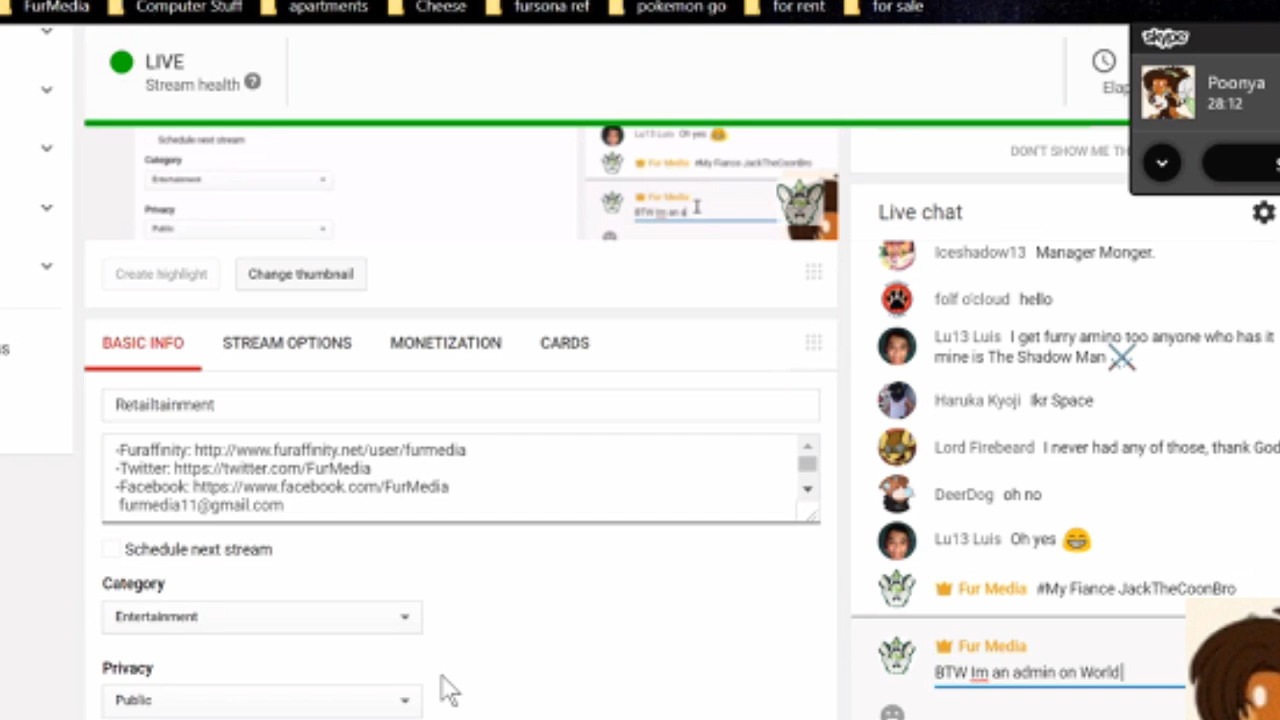 FurMedia Computer Stuff apartments Cheese fursona ref pokemon go for rent for sale
LIVE
Stream health
Elap
skype
Poonya
28:12
Schedule next stream
Category
Entertainment
Privacy
Public
Lu13 Luis Oh yes 😄
Fur Media #My Fiance JackTheCoonBro
Fur Media
BTW Im an a
DON'T SHOW ME TH
Create highlight
Change thumbnail
BASIC INFO STREAM OPTIONS MONETIZATION CARDS
Retailtainment
-Furaffinity: http://www.furaffinity.net/user/furmedia
-Twitter: https://twitter.com/FurMedia
-Facebook: https://www.facebook.com/FurMedia
furmedia11@gmail.com
Schedule next stream
Category
Entertainment
Privacy
Public
Live chat
Iceshadow13 Manager Monger.
folf o'cloud hello
Lu13 Luis I get furry amino too anyone who has it
mine is The Shadow Man ⚔
Haruka Kyoji Ikr Space
Lord Firebeard I never had any of those, thank God
DeerDog oh no
Lu13 Luis Oh yes 😄
Fur Media #My Fiance JackTheCoonBro
Fur Media
BTW Im an admin on World